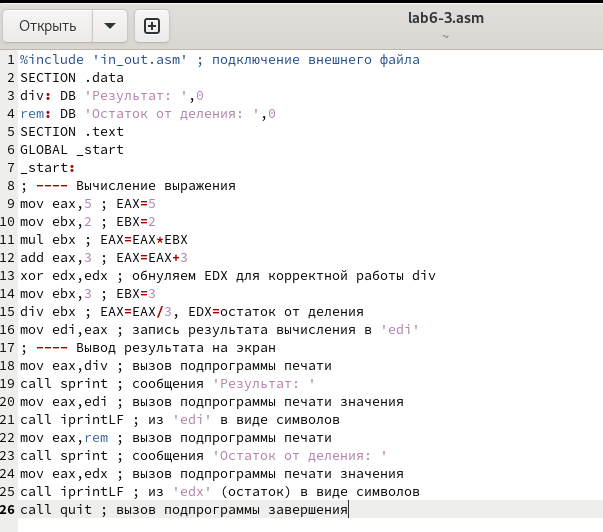 Открыть
lab6-3.asm
~
1 %include 'in_out.asm' ; подключение внешнего файла
2 SECTION .data
3 div: DB 'Результат: ',0
4 rem: DB 'Остаток от деления: ',0
5 SECTION .text
6 GLOBAL _start
7 _start:
8 ; ---- Вычисление выражения
9 mov eax,5 ; EAX=5
10 mov ebx,2 ; EBX=2
11 mul ebx ; EAX=EAX*EBX
12 add eax,3 ; EAX=EAX+3
13 xor edx,edx ; обнуляем EDX для корректной работы div
14 mov ebx,3 ; EBX=3
15 div ebx ; EAX=EAX/3, EDX=остаток от деления
16 mov edi,eax ; запись результата вычисления в 'edi'
17 ; ---- Вывод результата на экран
18 mov eax,div ; вызов подпрограммы печати
19 call sprint ; сообщения 'Результат: '
20 mov eax,edi ; вызов подпрограммы печати значения
21 call iprintLF ; из 'edi' в виде символов
22 mov eax,rem ; вызов подпрограммы печати
23 call sprint ; сообщения 'Остаток от деления: '
24 mov eax,edx ; вызов подпрограммы печати значения
25 call iprintLF ; из 'edx' (остаток) в виде символов
26 call quit ; вызов подпрограммы завершения